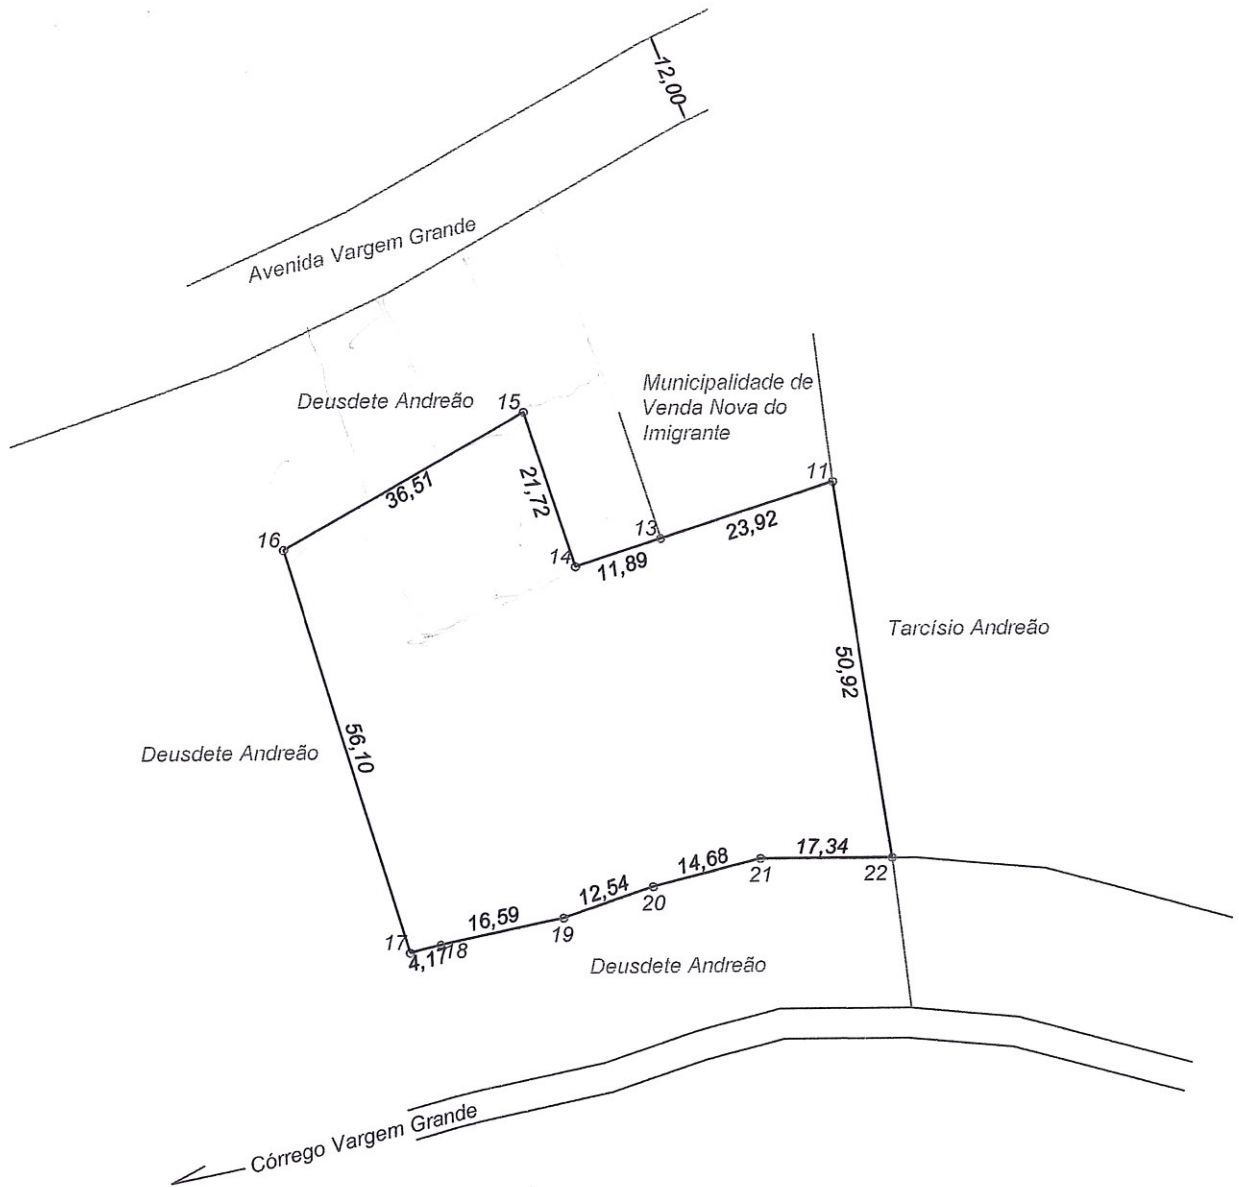 12,00
Avenida Vargem Grande
Deusdete Andreão
15
Municipalidade de
Venda Nova do
Imigrante
11
36,51
21,72
13
23,92
16
14
11,89
Tarcísio Andreão
50,92
56,10
Deusdete Andreão
17,34
14,68
21
22
12,54
20
16,59
19
17
4,17
18
Deusdete Andreão
Córrego Vargem Grande